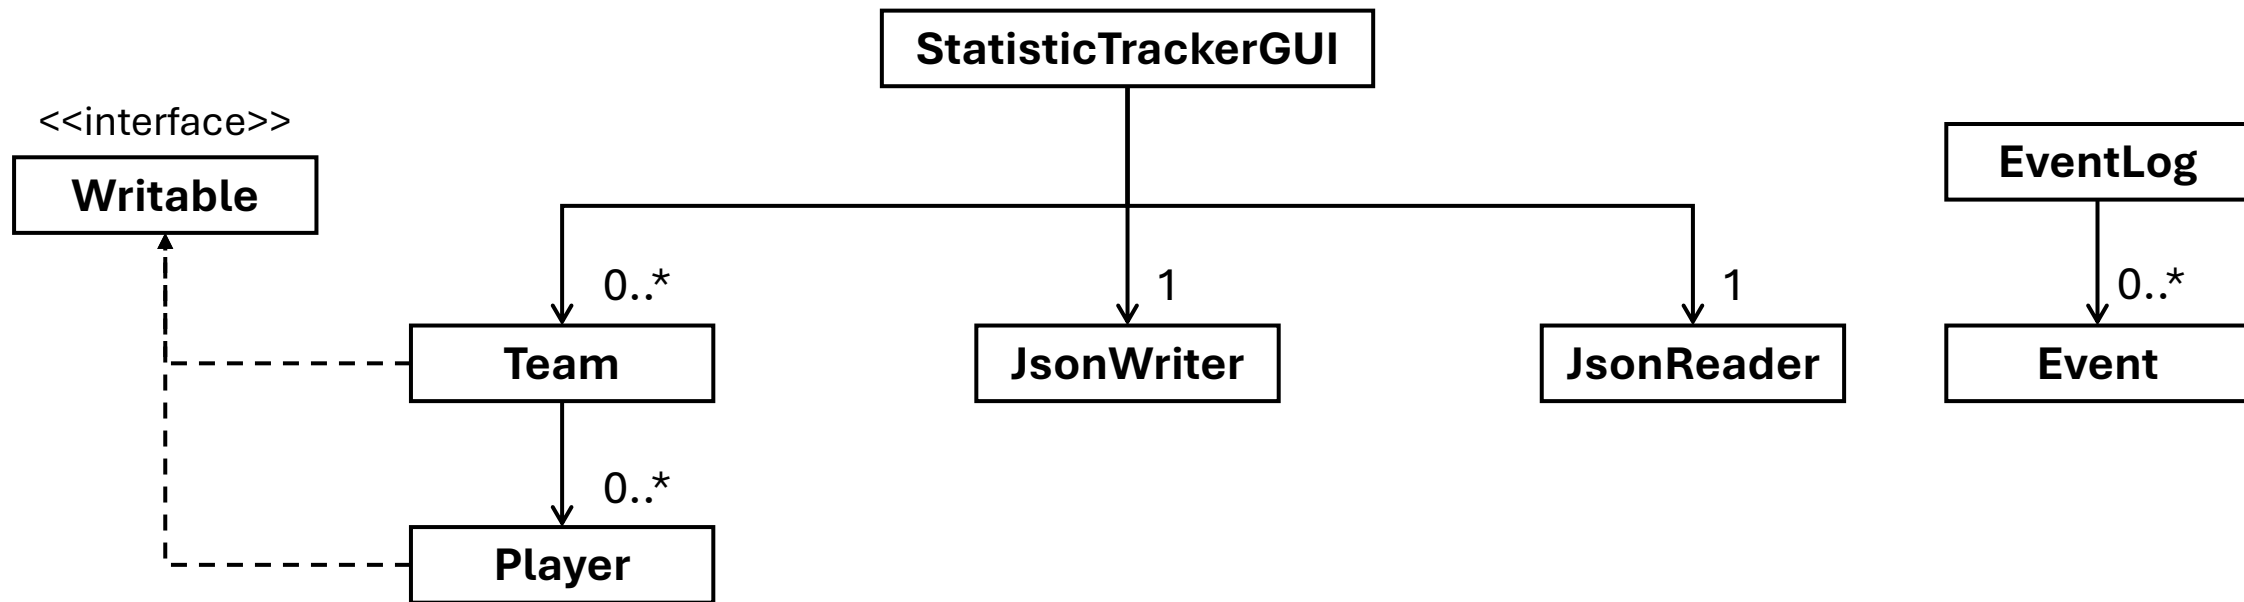 StatisticTrackerGUI
<<interface>>
Writable
EventLog
0..*
1
1
0..*
Team
JsonWriter
JsonReader
Event
0..*
Player